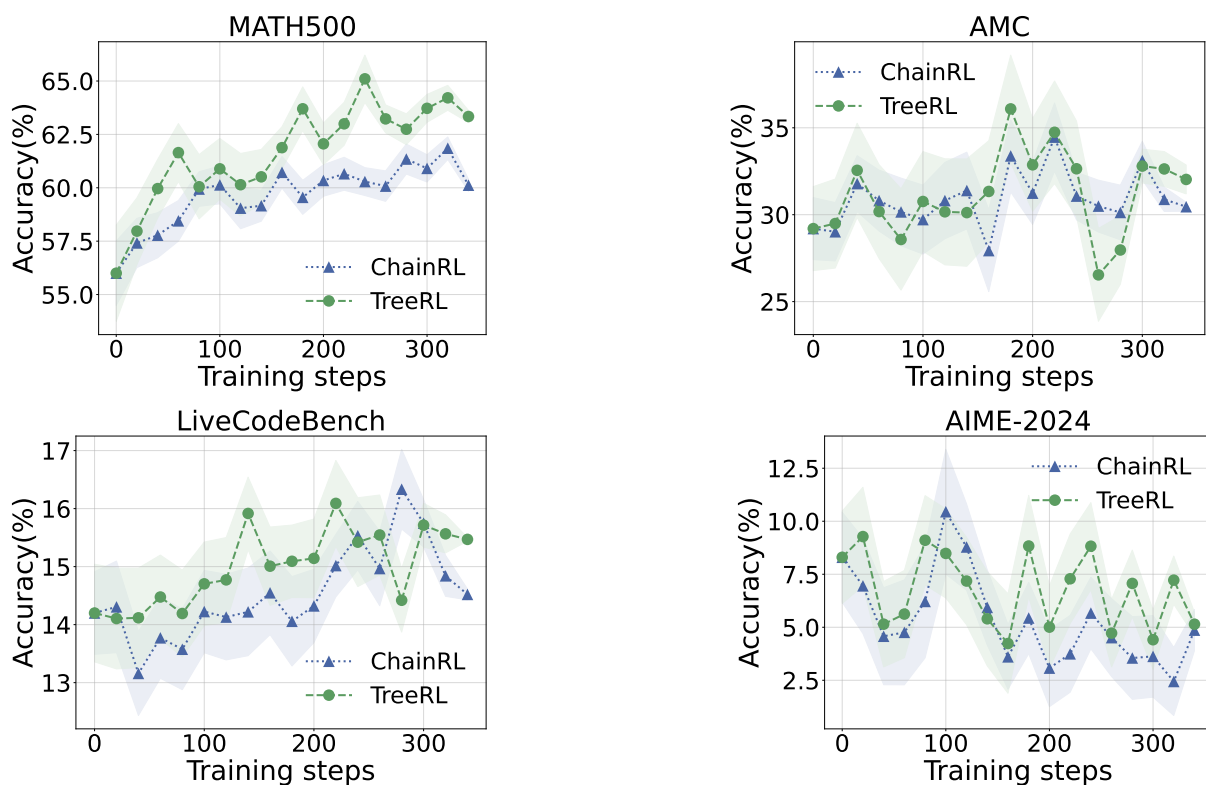 MATH500
Accuracy(%)
65.0
62.5
60.0
57.5
55.0
ChainRL
TreeRL
0 100 200 300
Training steps
AMC
Accuracy(%)
35
30
25
ChainRL
TreeRL
0 100 200 300
Training steps
LiveCodeBench
Accuracy(%)
17
16
15
14
13
ChainRL
TreeRL
0 100 200 300
Training steps
AIME-2024
Accuracy(%)
12.5
10.0
7.5
5.0
2.5
ChainRL
TreeRL
0 100 200 300
Training steps